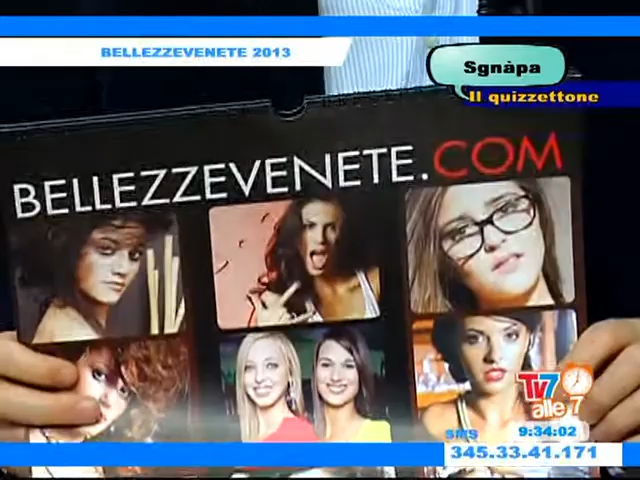 BELLEZZEVENETE 2013
Sgnàpa
Il quizzettone
BELLEZZEVENETE.COM
TV7
alle 7
SMS
9:34:02
345.33.41.171